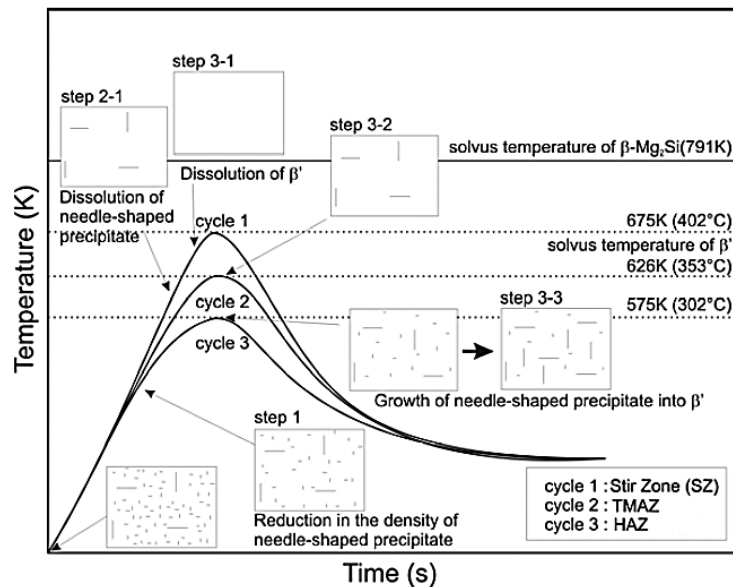 step 3-1
step 2-1
step 3-2
solvus temperature of β-Mg₂Si(791K)
Dissolution of β'
Dissolution of
needle-shaped
precipitate
cycle 1
675K (402°C)
solvus temperature of β'
626K (353°C)
cycle 2
575K (302°C)
step 3-3
cycle 3
Growth of needle-shaped precipitate into β'
step 1
Reduction in the density of
needle-shaped precipitate
cycle 1 : Stir Zone (SZ)
cycle 2 : TMAZ
cycle 3 : HAZ
Temperature (K)
Time (s)